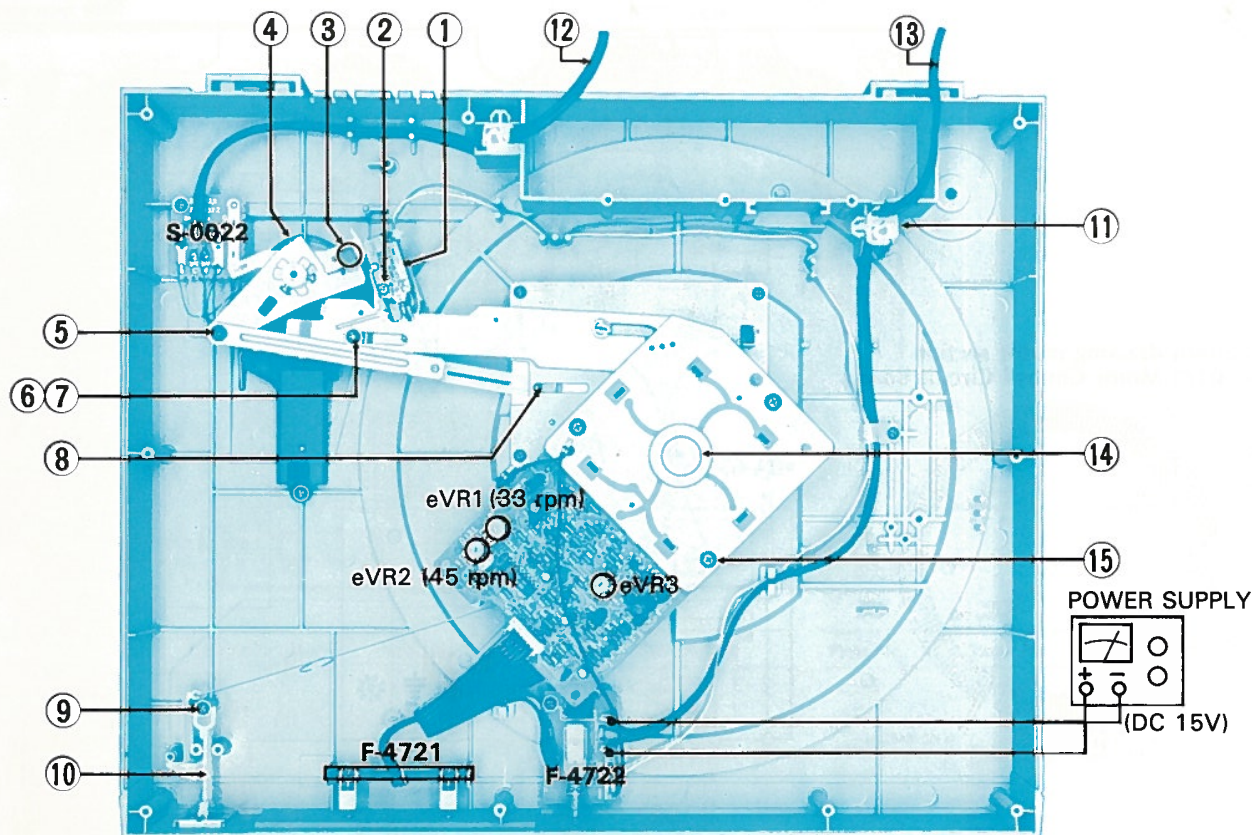 ④ ③ ② ① ⑫ ⑬
S-0022
⑪
⑤
⑥⑦
⑧
⑭
eVR1 (33 rpm)
eVR2 (45 rpm)
eVR3
⑮
POWER SUPPLY
+ −
(DC 15V)
⑨
⑩
F-4721
F-4722